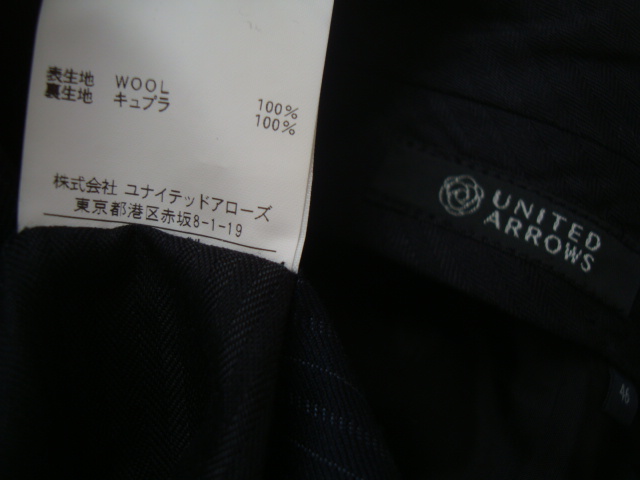 表生地 WOOL 100%
裏生地 キュプラ 100%
株式会社 ユナイテッドアローズ
東京都港区赤坂8-1-19
UNITED
ARROWS
46